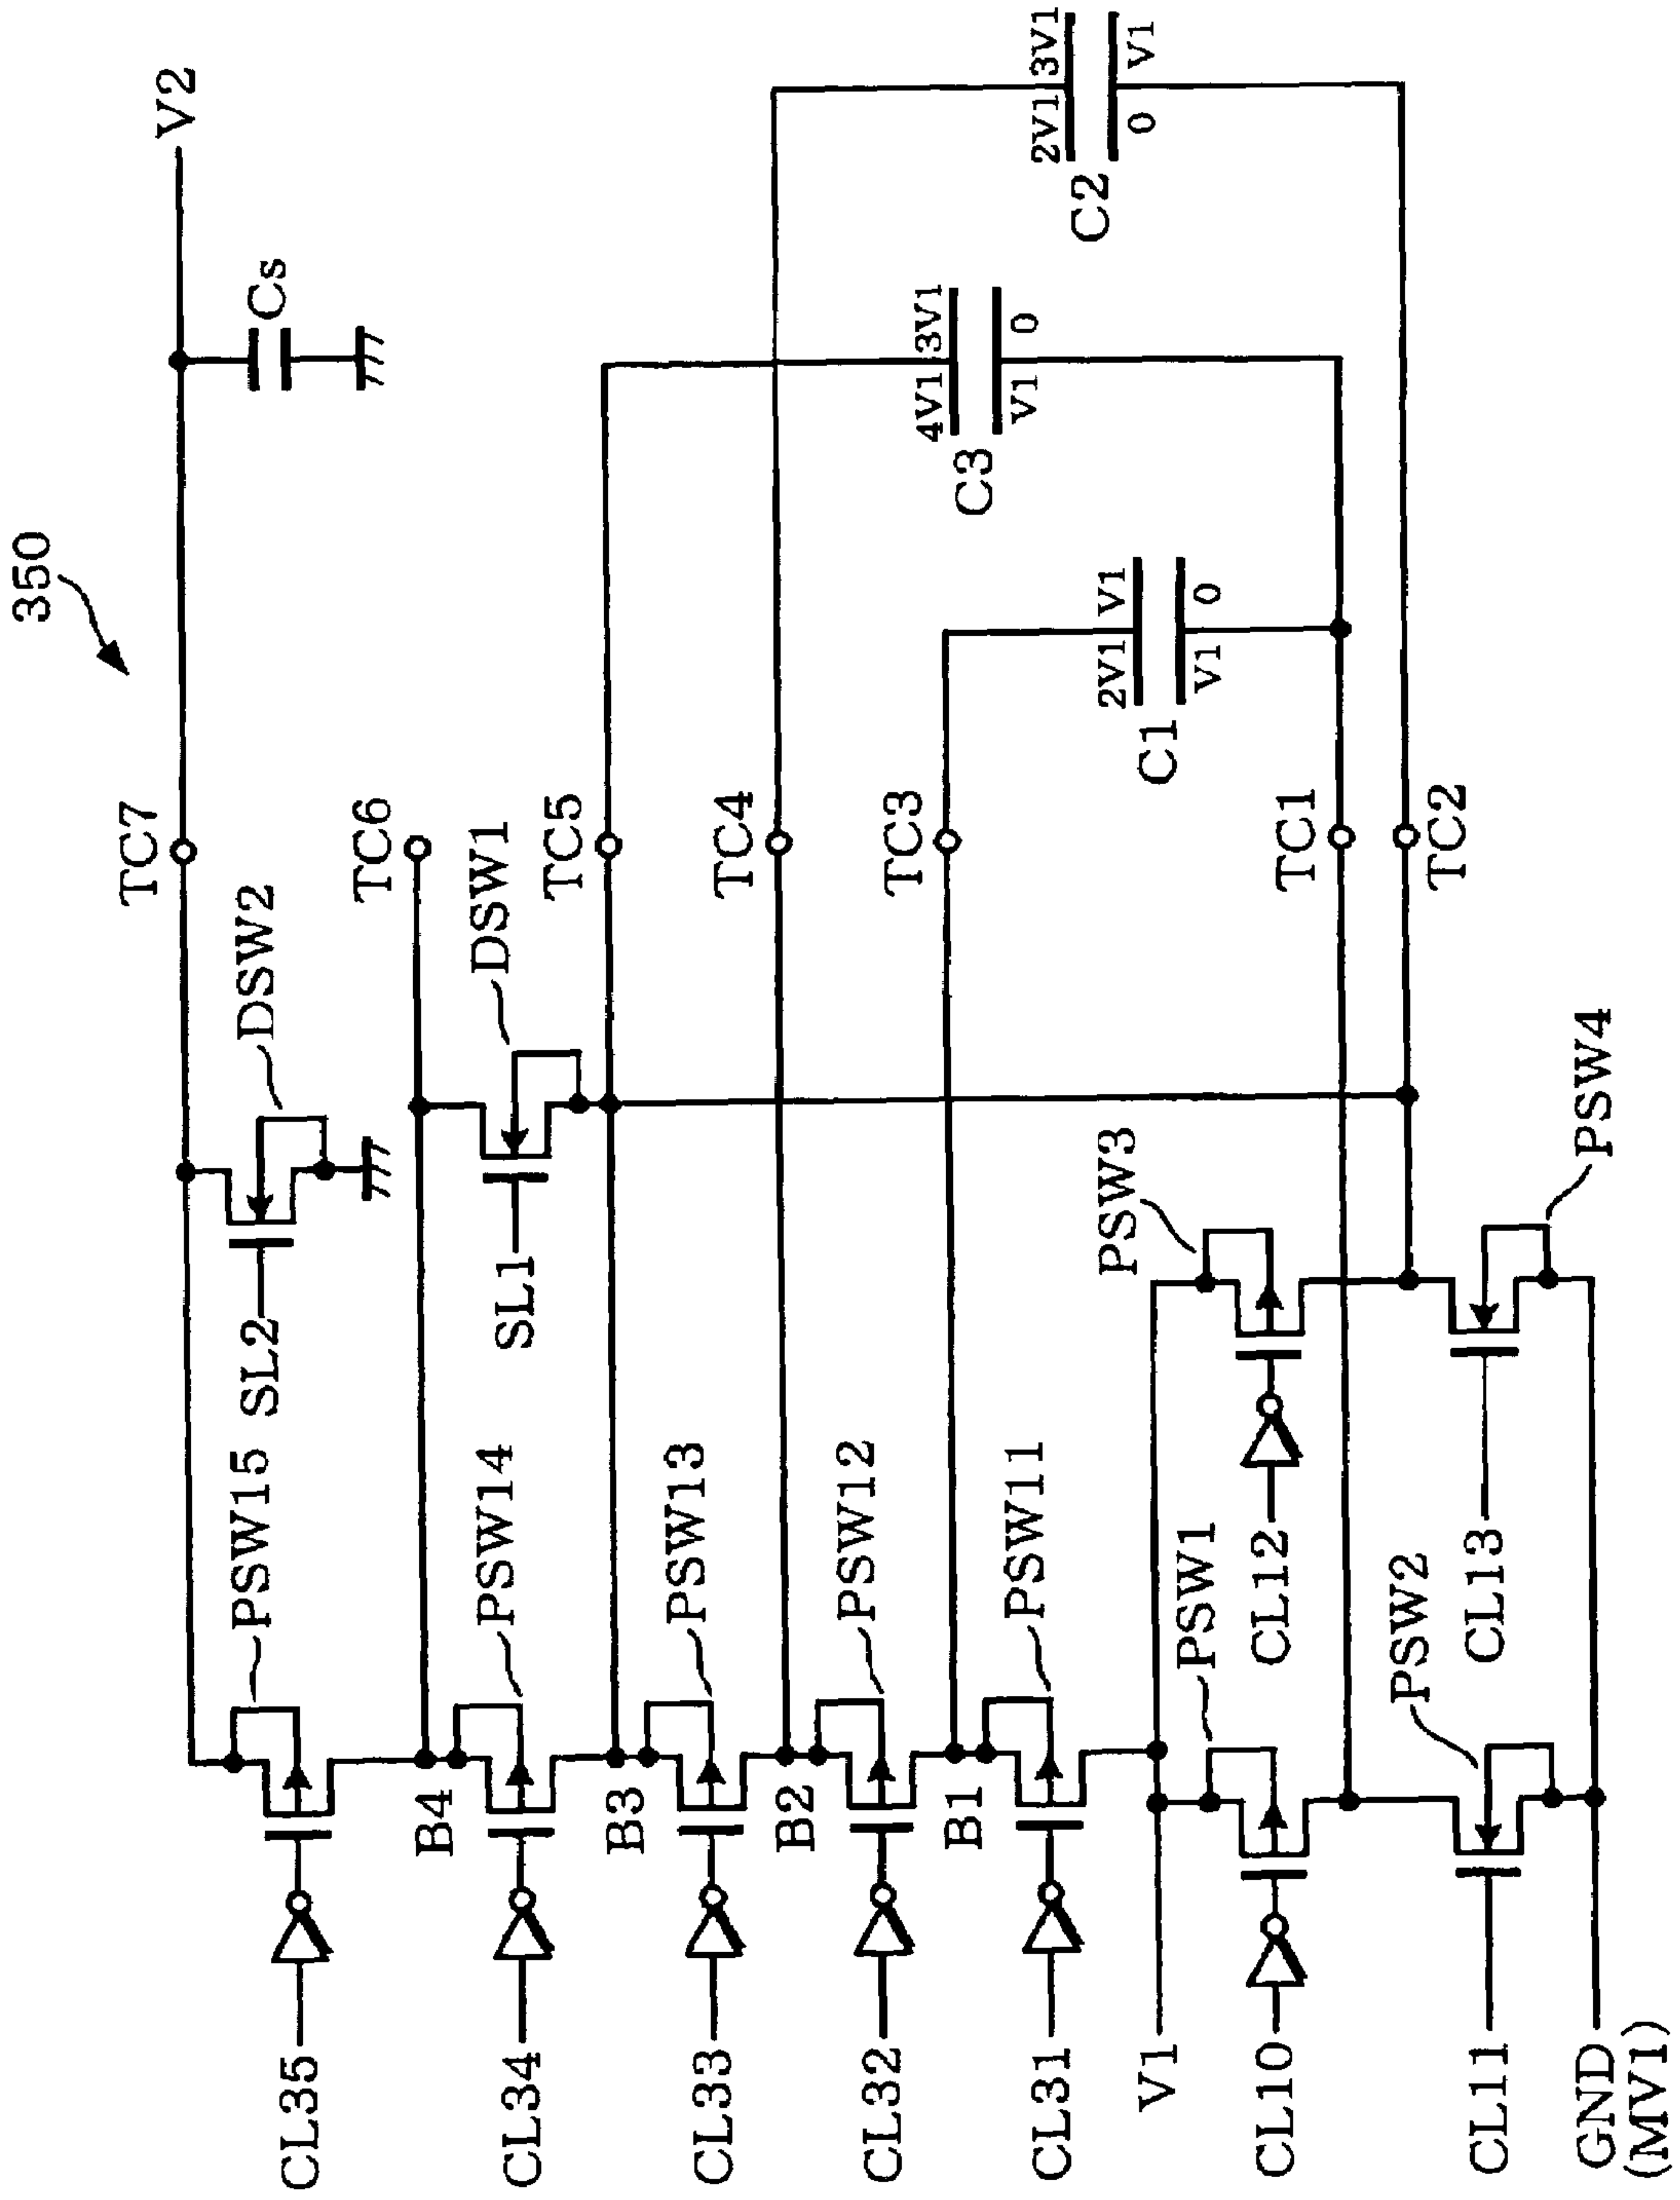 350
V2
Cs
TC7
DSW2
SL2
PSW15
CL35
TC6
DSW1
SL1
B4
PSW14
CL34
TC5
B3
PSW13
CL33
TC4
B2
PSW12
CL32
TC3
B1
PSW11
CL31
4V1 3V1
V1 0
C3
2V1 3V1
0 V1
C2
2V1 V1
V1 0
C1
V1
PSW1
CL10
PSW3
CL12
TC1
TC2
PSW2
CL11
CL13
PSW4
GND
(MV1)